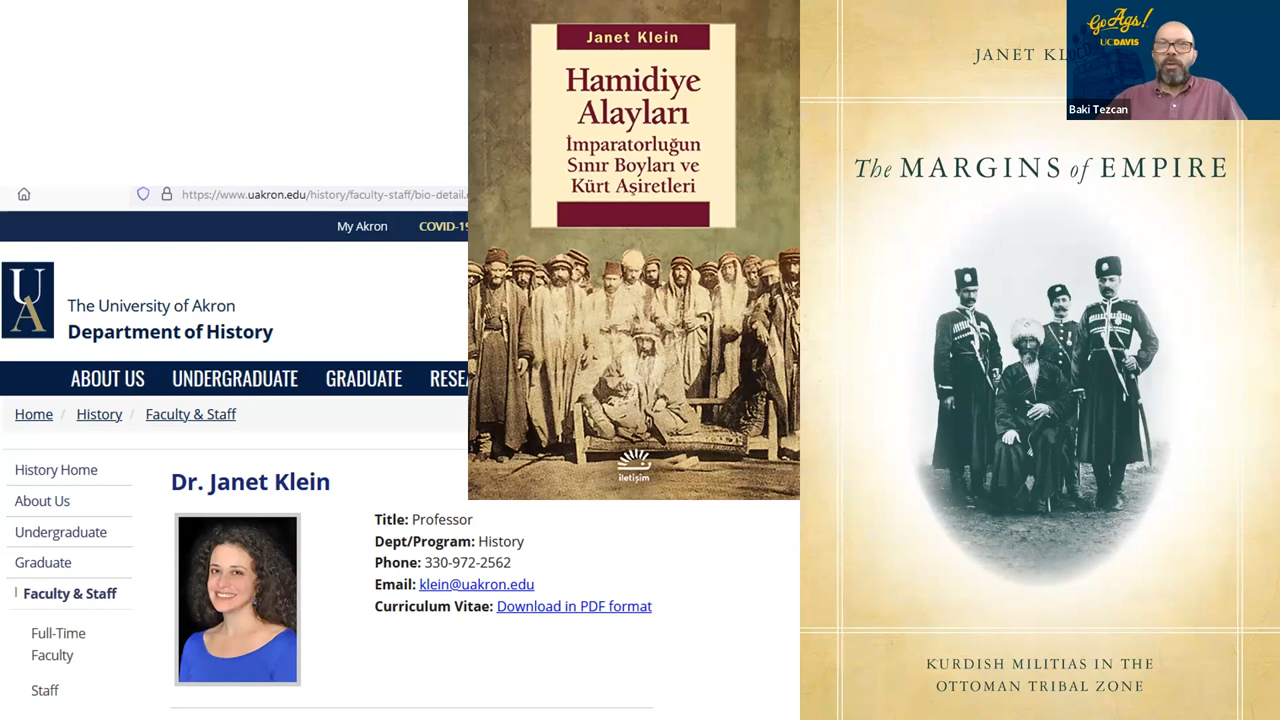 https://www.uakron.edu/history/faculty-staff/bio-detail.
My Akron
COVID-19
UA
The University of Akron
Department of History
ABOUT US
UNDERGRADUATE
GRADUATE
Home / History / Faculty & Staff
History Home
About Us
Undergraduate
Graduate
Faculty & Staff
Full-Time
Faculty
Staff
Dr. Janet Klein
Title: Professor
Dept/Program: History
Phone: 330-972-2562
Email: klein@uakron.edu
Curriculum Vitae: Download in PDF format
Janet Klein
Hamidiye
Alayları
İmparatorluğun
Sınır Boyları ve
Kürt Aşiretleri
iletişim
JANET
The MARGINS of EMPIRE
KURDISH MILITIAS IN THE
OTTOMAN TRIBAL ZONE
Go Ags!
UCDAVIS
Baki Tezcan